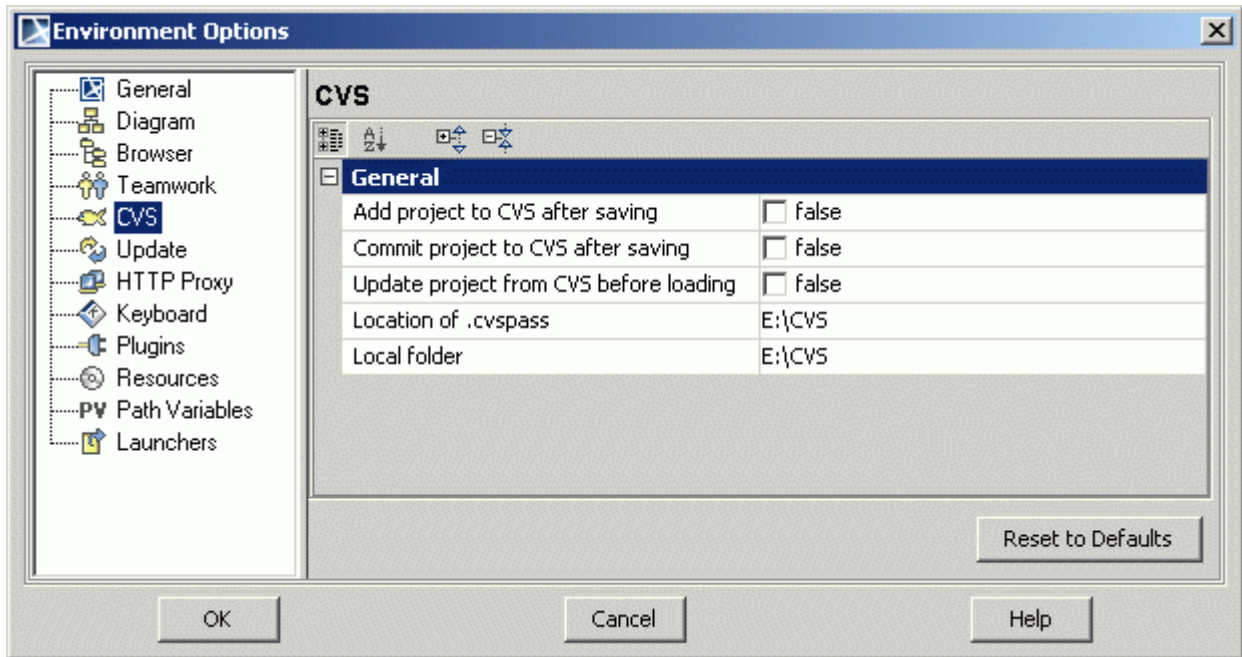 Environment Options
General
Diagram
Browser
Teamwork
CVS
Update
HTTP Proxy
Keyboard
Plugins
Resources
PV Path Variables
Launchers
CVS
General
Add project to CVS after saving false
Commit project to CVS after saving false
Update project from CVS before loading false
Location of .cvspass E:\CVS
Local folder E:\CVS
Reset to Defaults
OK Cancel Help